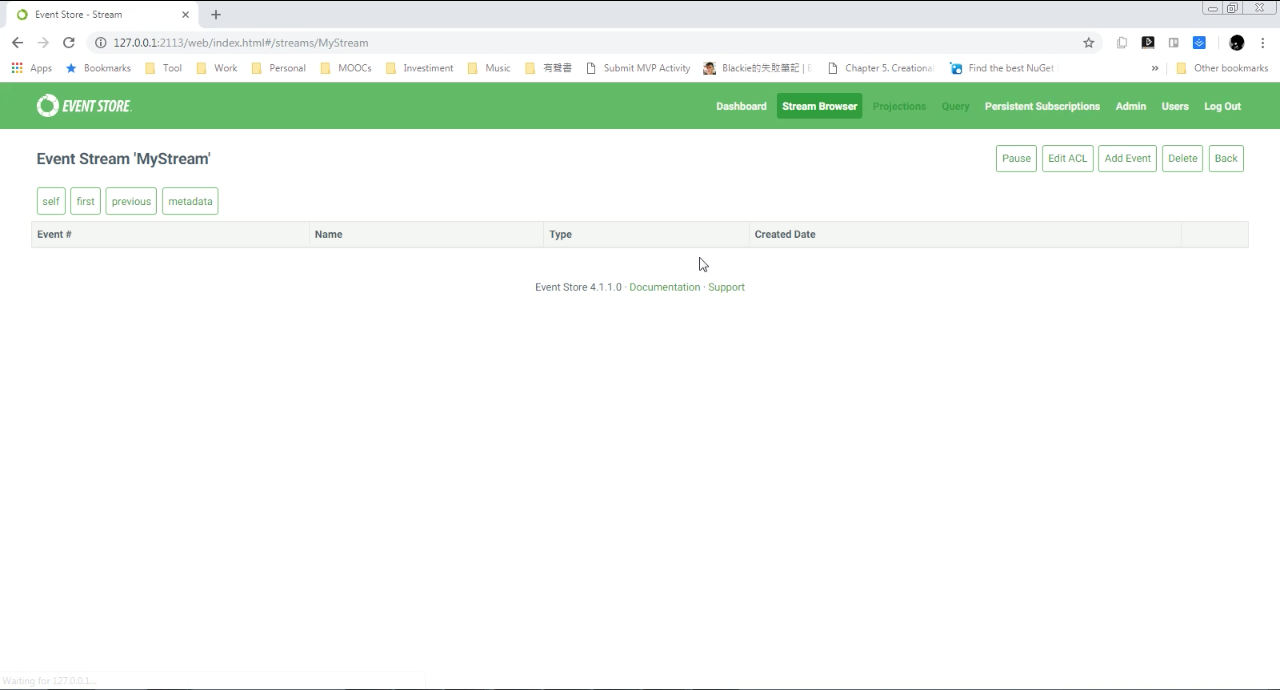 Event Store - Stream
127.0.0.1:2113/web/index.html#/streams/MyStream
Apps Bookmarks Tool Work Personal MOOCs Investiment Music 有聲書 Submit MVP Activity Blackie的失敗筆記 | Chapter 5. Creationa Find the best NuGet » Other bookmarks
EVENT STORE Dashboard Stream Browser Projections Query Persistent Subscriptions Admin Users Log Out
Event Stream 'MyStream' Pause Edit ACL Add Event Delete Back
self first previous metadata
Event # Name Type Created Date
Event Store 4.1.1.0 · Documentation · Support
Waiting for 127.0.0.1...